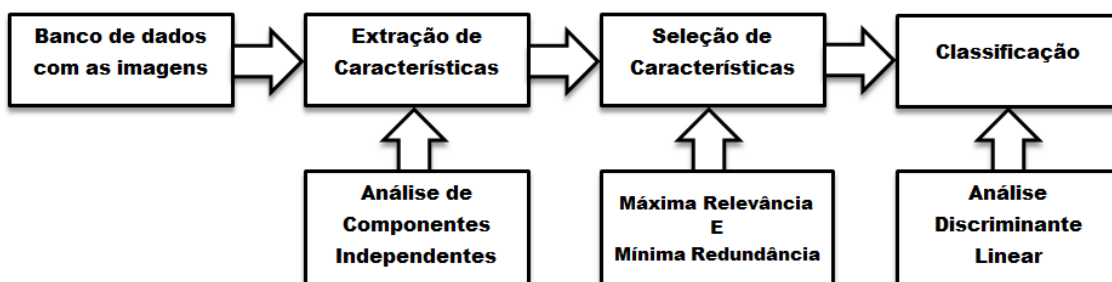 Banco de dados
com as imagens
Extração de
Características
Seleção de
Características
Classificação
Análise de
Componentes
Independentes
Máxima Relevância
E
Mínima Redundância
Análise
Discriminante
Linear